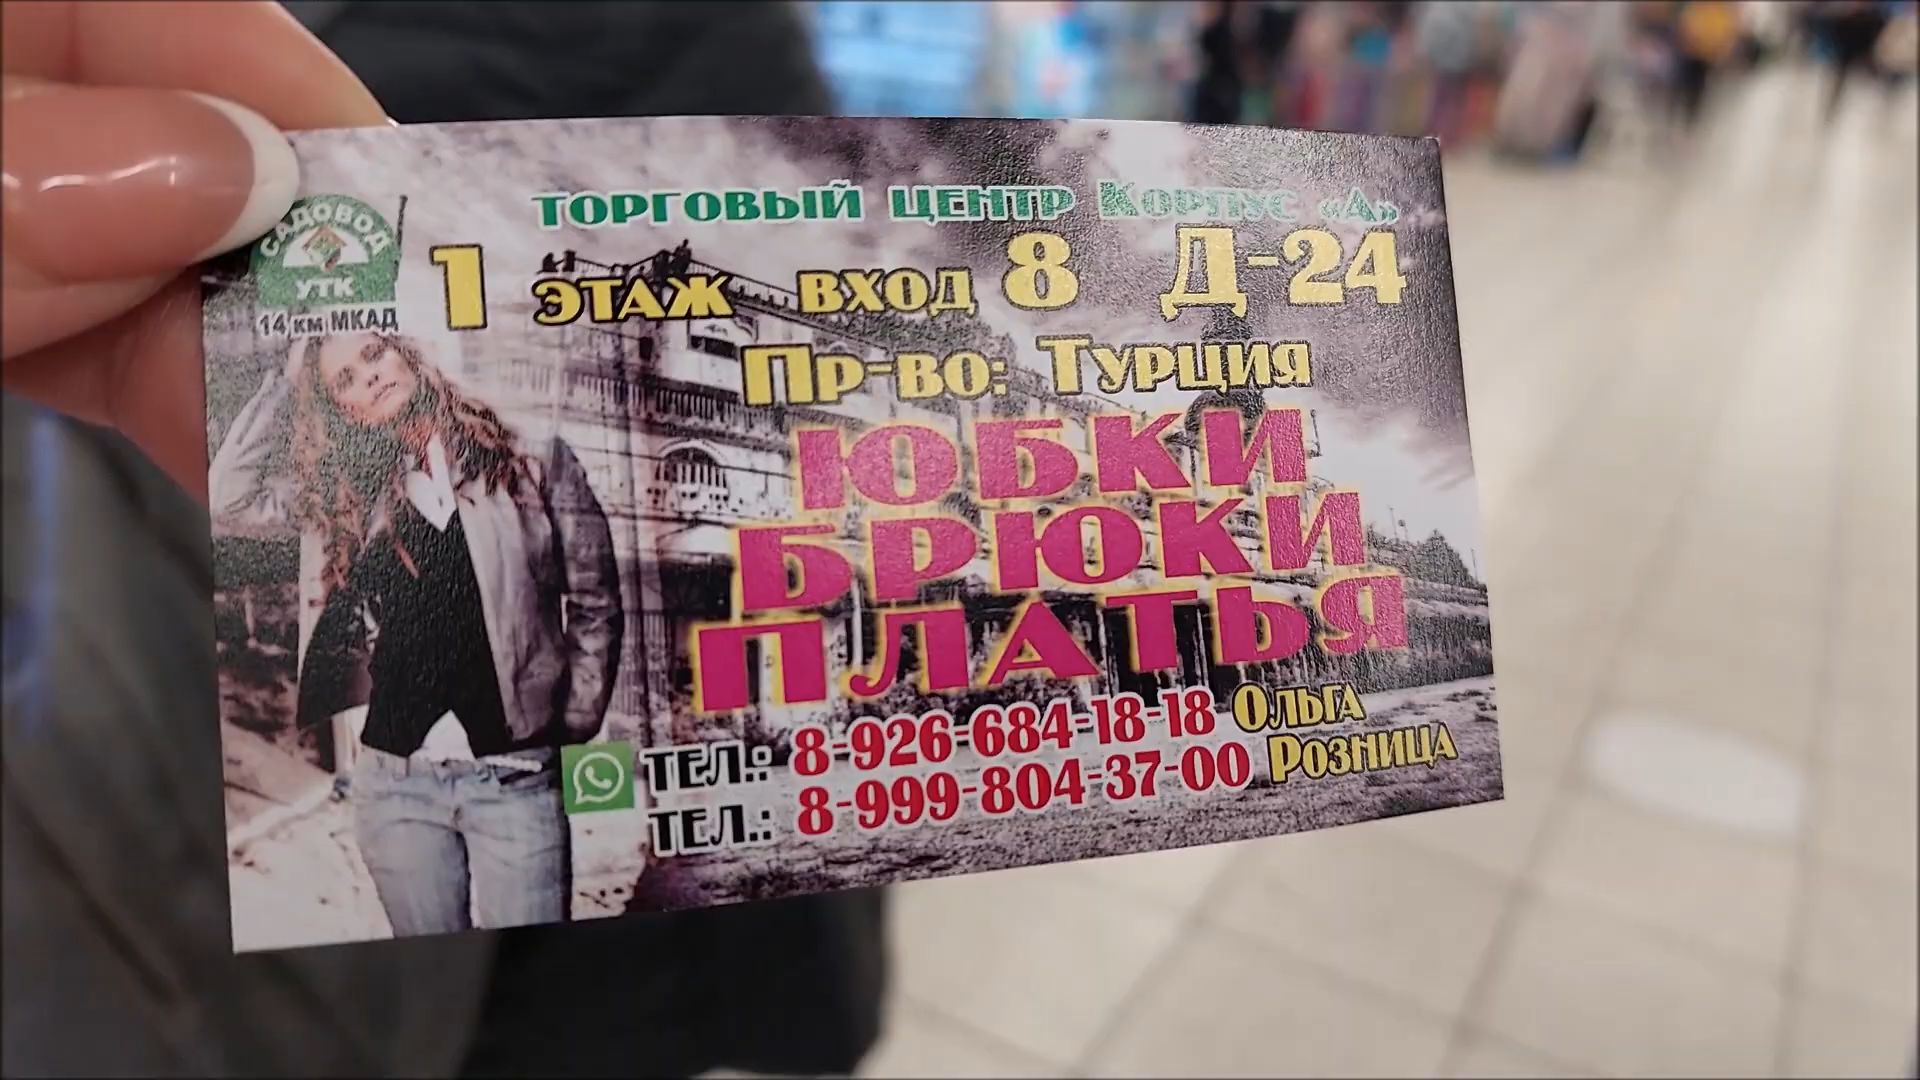 САДОВОД
УТК
14 км МКАД
ТОРГОВЫЙ ЦЕНТР КОРПУС «А»
1 ЭТАЖ ВХОД 8 Д-24
ПР-ВО: ТУРЦИЯ
ЮБКИ
БРЮКИ
ПЛАТЬЯ
ТЕЛ.: 8-926-684-18-18 ОЛЬГА
ТЕЛ.: 8-999-804-37-00 РОЗНИЦА